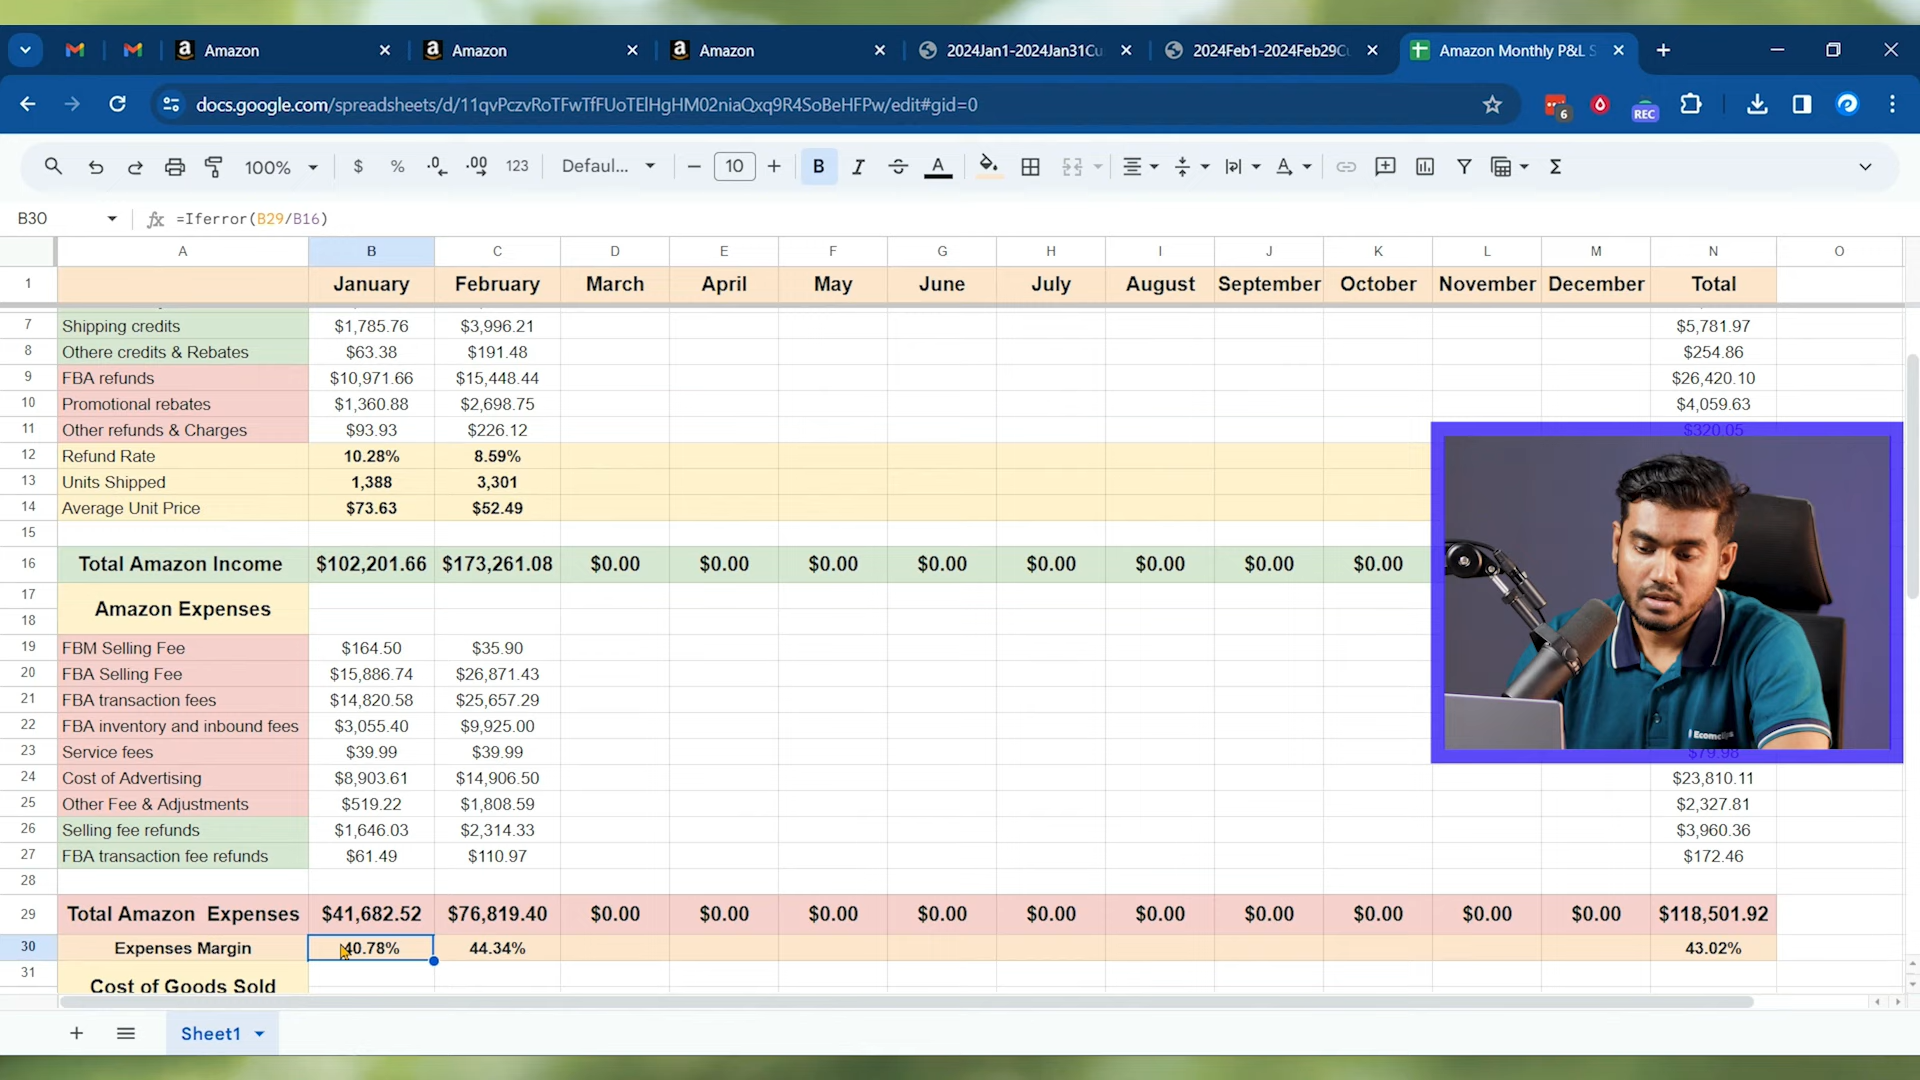 Amazon
Amazon
Amazon
2024Jan1-2024Jan31Cu
2024Feb1-2024Feb29Cu
Amazon Monthly P&L S
docs.google.com/spreadsheets/d/11qvPczvRoTFwTfFUoTElHgHM02niaQxq9R4SoBeHFPw/edit#gid=0
6
REC
100%
$
%
.0
.00
123
Defaul...
10
B
I
S
A
A
Σ
B30
fx
=Iferror(B29/B16)
A
B
C
D
E
F
G
H
I
J
K
L
M
N
O
1 January February March April May June July August September October November December Total
7 Shipping credits $1,785.76 $3,996.21 $5,781.97
8 Othere credits & Rebates $63.38 $191.48 $254.86
9 FBA refunds $10,971.66 $15,448.44 $26,420.10
10 Promotional rebates $1,360.88 $2,698.75 $4,059.63
11 Other refunds & Charges $93.93 $226.12 $320.05
12 Refund Rate 10.28% 8.59%
13 Units Shipped 1,388 3,301
14 Average Unit Price $73.63 $52.49
15
16 Total Amazon Income $102,201.66 $173,261.08 $0.00 $0.00 $0.00 $0.00 $0.00 $0.00 $0.00 $0.00
17
Amazon Expenses
18
19 FBM Selling Fee $164.50 $35.90
20 FBA Selling Fee $15,886.74 $26,871.43
21 FBA transaction fees $14,820.58 $25,657.29
22 FBA inventory and inbound fees $3,055.40 $9,925.00
23 Service fees $39.99 $39.99 $79.98
24 Cost of Advertising $8,903.61 $14,906.50 $23,810.11
25 Other Fee & Adjustments $519.22 $1,808.59 $2,327.81
26 Selling fee refunds $1,646.03 $2,314.33 $3,960.36
27 FBA transaction fee refunds $61.49 $110.97 $172.46
28
29 Total Amazon Expenses $41,682.52 $76,819.40 $0.00 $0.00 $0.00 $0.00 $0.00 $0.00 $0.00 $0.00 $0.00 $0.00 $118,501.92
30 Expenses Margin 40.78% 44.34% 43.02%
31
Cost of Goods Sold
Ecomclips
Sheet1